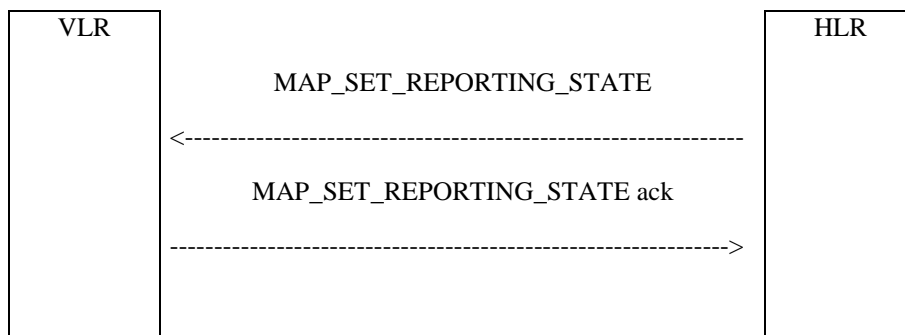 VLR HLR
MAP_SET_REPORTING_STATE
<---------------------------------------------------------------
MAP_SET_REPORTING_STATE ack
--------------------------------------------------------------->